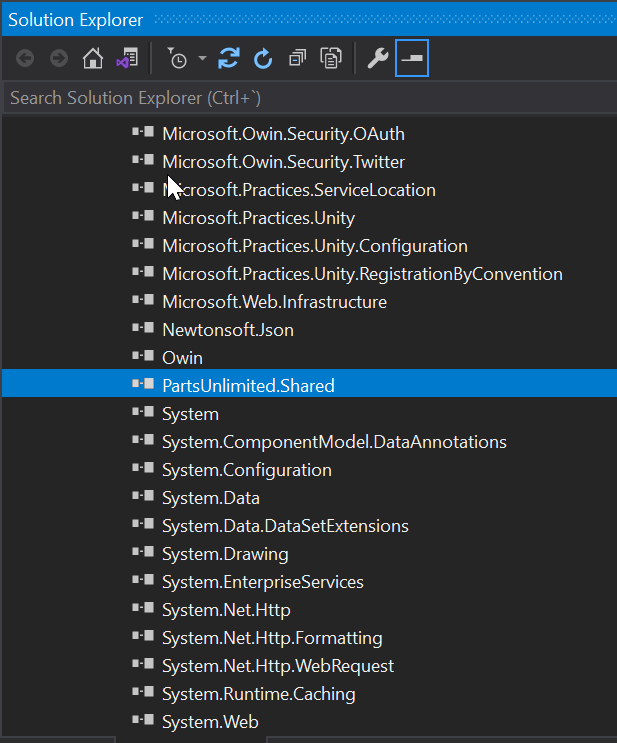 Solution Explorer
Search Solution Explorer (Ctrl+`)
Microsoft.Owin.Security.OAuth
Microsoft.Owin.Security.Twitter
Microsoft.Practices.ServiceLocation
Microsoft.Practices.Unity
Microsoft.Practices.Unity.Configuration
Microsoft.Practices.Unity.RegistrationByConvention
Microsoft.Web.Infrastructure
Newtonsoft.Json
Owin
PartsUnlimited.Shared
System
System.ComponentModel.DataAnnotations
System.Configuration
System.Data
System.Data.DataSetExtensions
System.Drawing
System.EnterpriseServices
System.Net.Http
System.Net.Http.Formatting
System.Net.Http.WebRequest
System.Runtime.Caching
System.Web